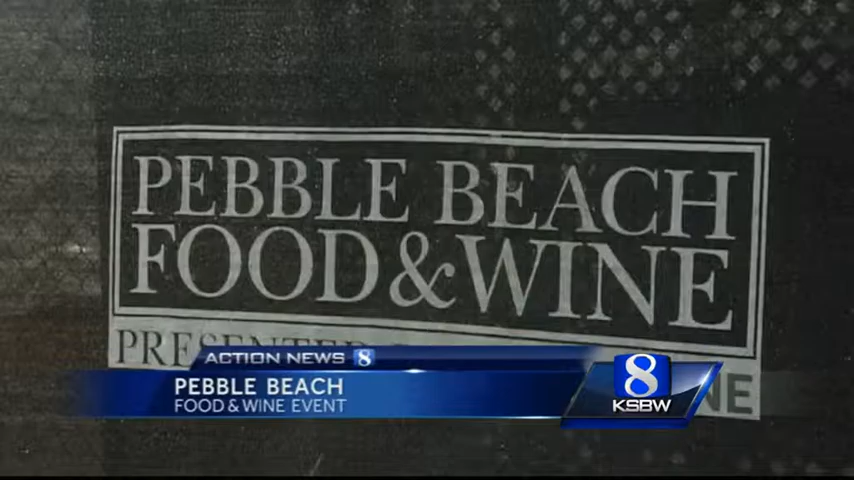 PEBBLE BEACH
FOOD & WINE
ACTION NEWS 8
PEBBLE BEACH
FOOD & WINE EVENT
8
KSBW